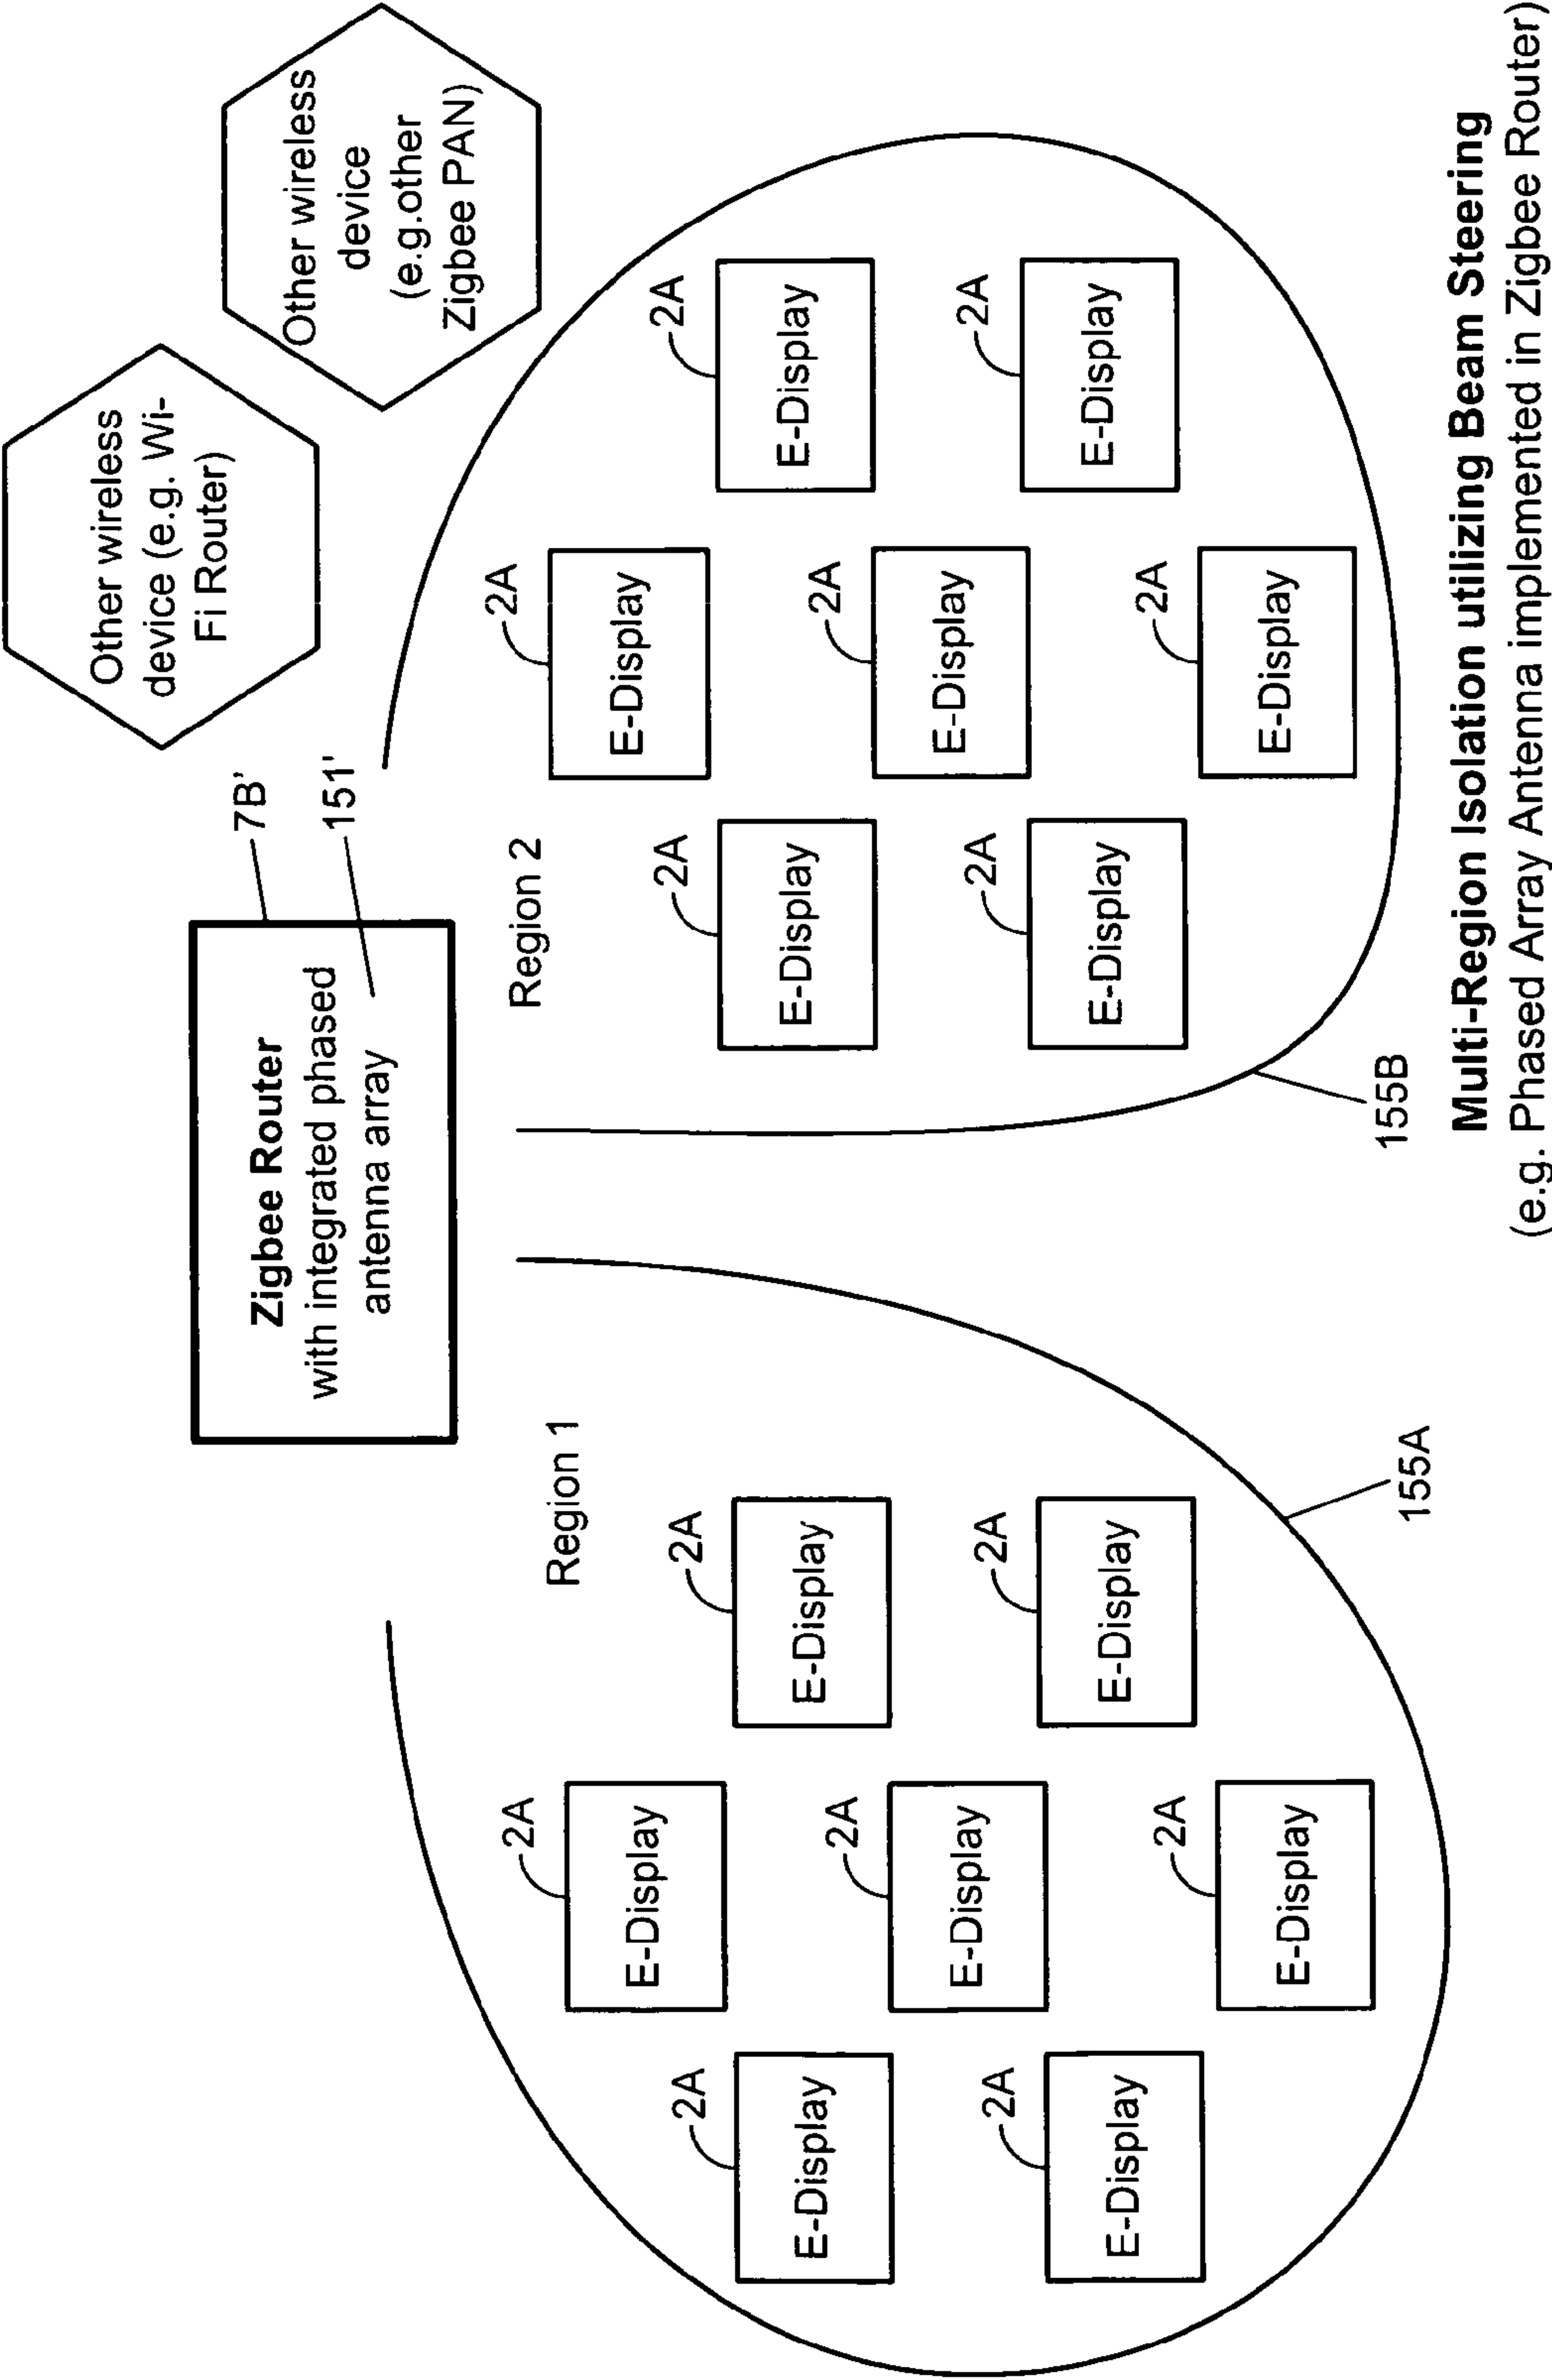 Other wireless
device (e.g. Wi-
Fi Router)
Other wireless
device
(e.g.other
Zigbee PAN)
Zigbee Router
with integrated phased
antenna array
7B'
151'
Region 1
2A
E-Display
2A
E-Display
2A
E-Display
2A
E-Display
2A
E-Display
2A
E-Display
2A
E-Display
155A
Region 2
2A
E-Display
2A
E-Display
2A
E-Display
2A
E-Display
2A
E-Display
2A
E-Display
2A
E-Display
155B
Multi-Region Isolation utilizing Beam Steering
(e.g. Phased Array Antenna implemented in Zigbee Router)